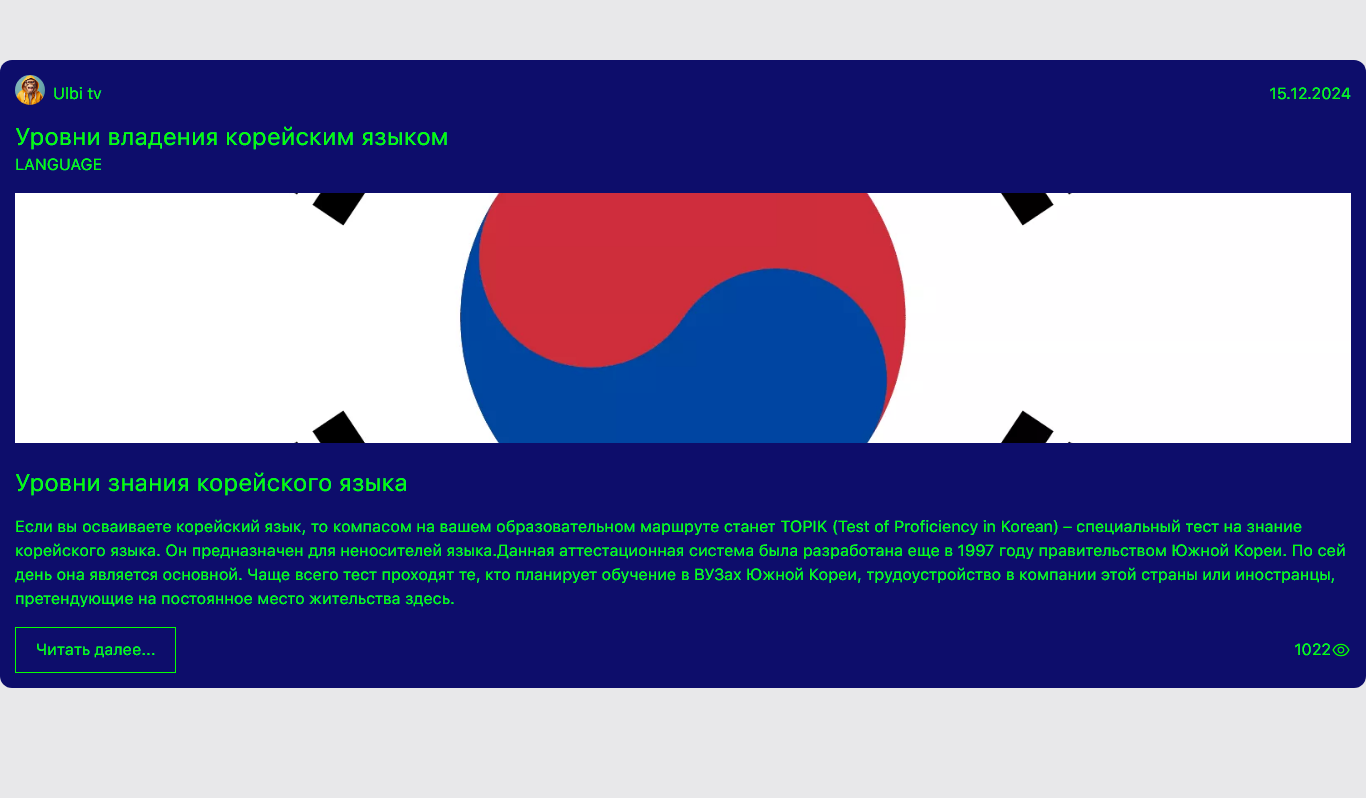 Ulbi tv
15.12.2024
Уровни владения корейским языком
LANGUAGE
Уровни знания корейского языка
Если вы осваиваете корейский язык, то компасом на вашем образовательном маршруте станет TOPIK (Test of Proficiency in Korean) – специальный тест на знание
корейского языка. Он предназначен для неносителей языка.Данная аттестационная система была разработана еще в 1997 году правительством Южной Кореи. По сей
день она является основной. Чаще всего тест проходят те, кто планирует обучение в ВУЗах Южной Кореи, трудоустройство в компании этой страны или иностранцы,
претендующие на постоянное место жительства здесь.
Читать далее...
1022